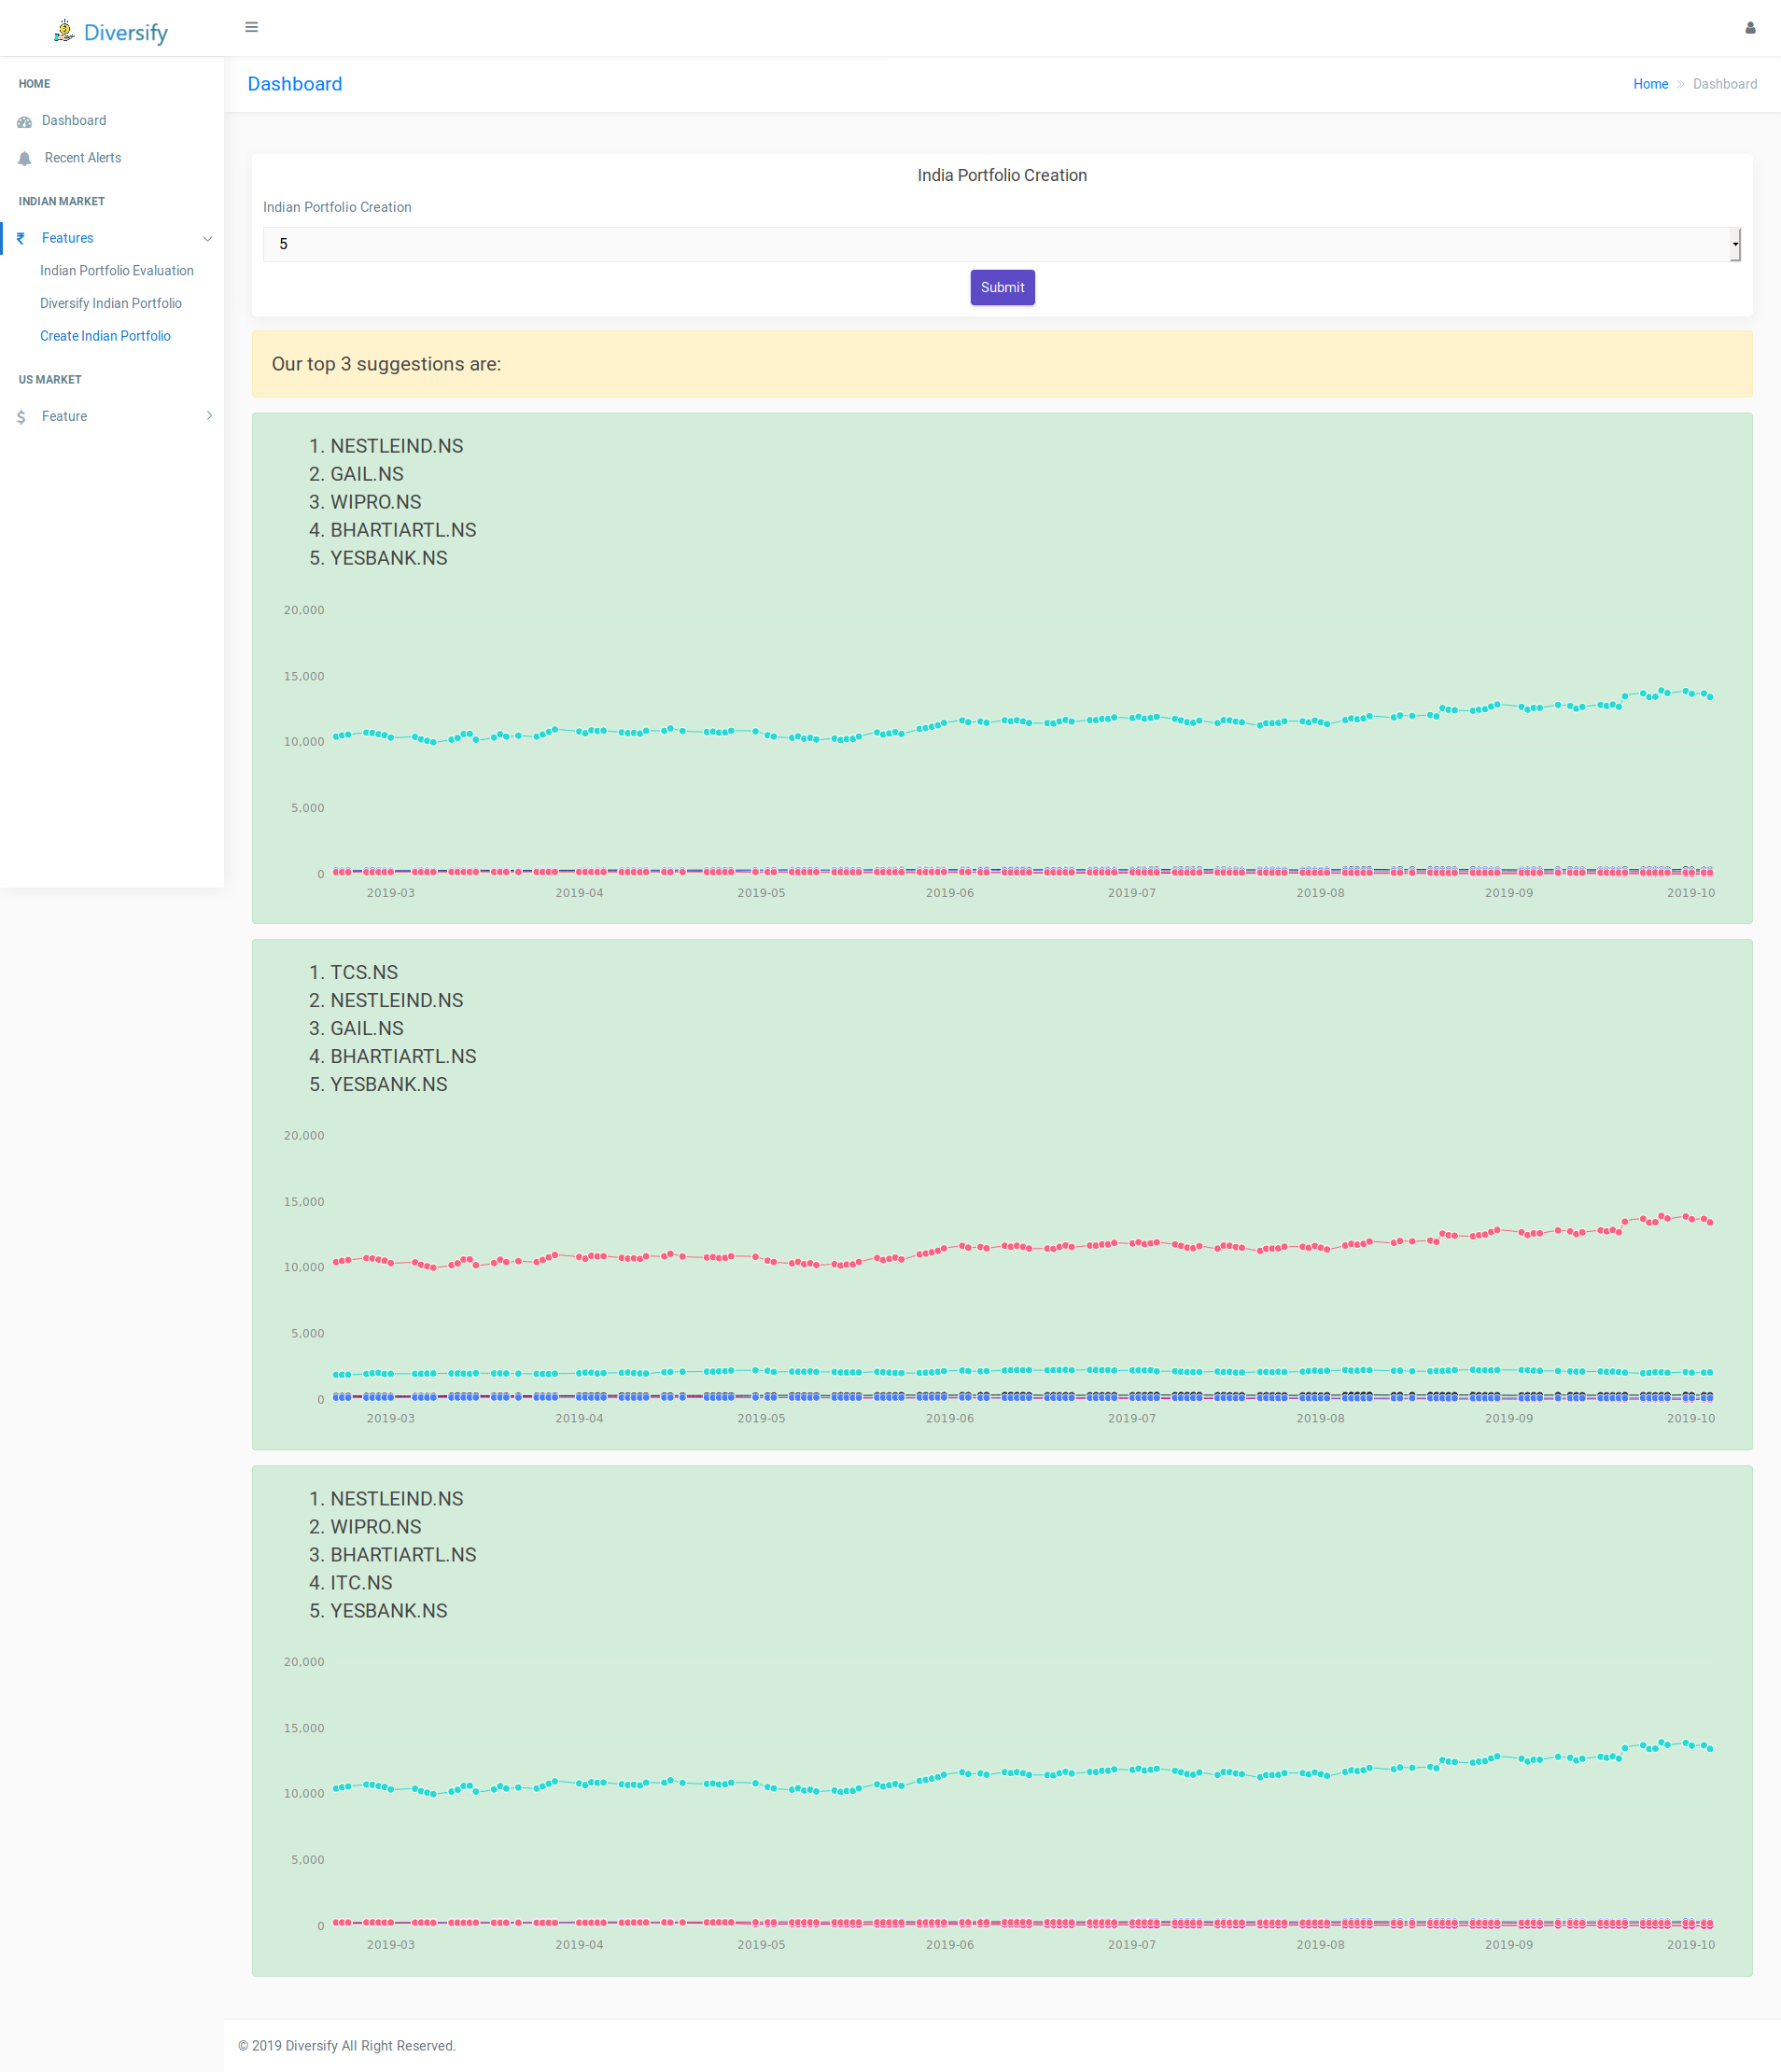 Diversify
HOME
Dashboard
Recent Alerts
INDIAN MARKET
Features
Indian Portfolio Evaluation
Diversify Indian Portfolio
Create Indian Portfolio
US MARKET
Feature
Dashboard
Home » Dashboard
India Portfolio Creation
Indian Portfolio Creation
5
Submit
Our top 3 suggestions are:
1. NESTLEIND.NS
2. GAIL.NS
3. WIPRO.NS
4. BHARTIARTL.NS
5. YESBANK.NS
20,000
15,000
10,000
5,000
0
2019-03 2019-04 2019-05 2019-06 2019-07 2019-08 2019-09 2019-10
1. TCS.NS
2. NESTLEIND.NS
3. GAIL.NS
4. BHARTIARTL.NS
5. YESBANK.NS
20,000
15,000
10,000
5,000
0
2019-03 2019-04 2019-05 2019-06 2019-07 2019-08 2019-09 2019-10
1. NESTLEIND.NS
2. WIPRO.NS
3. BHARTIARTL.NS
4. ITC.NS
5. YESBANK.NS
20,000
15,000
10,000
5,000
0
2019-03 2019-04 2019-05 2019-06 2019-07 2019-08 2019-09 2019-10
© 2019 Diversify All Right Reserved.